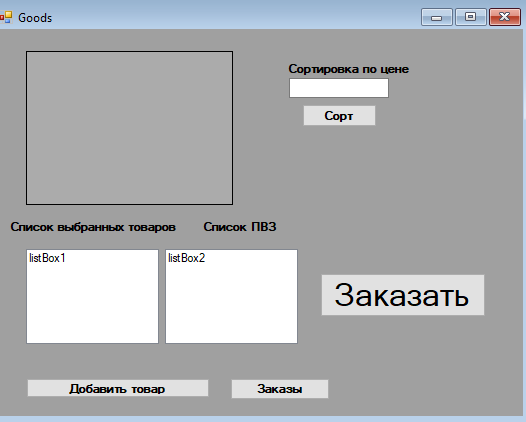 Goods
Сортировка по цене
Сорт
Список выбранных товаров
Список ПВЗ
listBox1
listBox2
Заказать
Добавить товар
Заказы